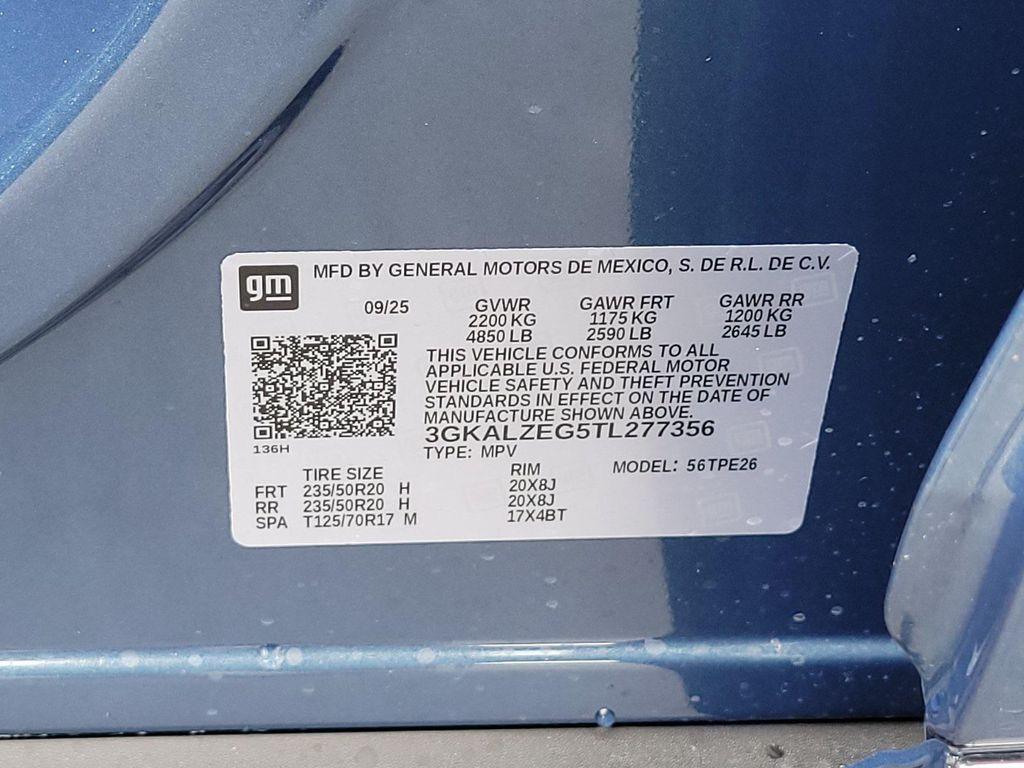 gm
MFD BY GENERAL MOTORS DE MEXICO, S. DE R.L. DE C.V.
09/25 GVWR GAWR FRT GAWR RR
2200 KG 1175 KG 1200 KG
4850 LB 2590 LB 2645 LB
THIS VEHICLE CONFORMS TO ALL
APPLICABLE U.S. FEDERAL MOTOR
VEHICLE SAFETY AND THEFT PREVENTION
STANDARDS IN EFFECT ON THE DATE OF
MANUFACTURE SHOWN ABOVE.
3GKALZEG5TL277356
136H
TYPE: MPV
TIRE SIZE RIM MODEL: 56TPE26
FRT 235/50R20 H 20X8J
RR 235/50R20 H 20X8J
SPA T125/70R17 M 17X4BT